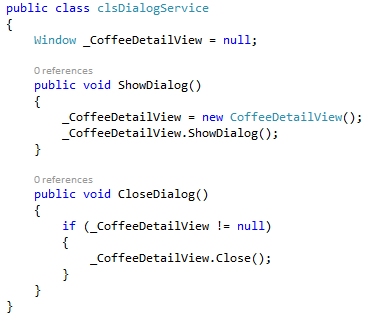 public class clsDialogService
{
    Window _CoffeeDetailView = null;
    0 references
    public void ShowDialog()
    {
        _CoffeeDetailView = new CoffeeDetailView();
        _CoffeeDetailView.ShowDialog();
    }
    0 references
    public void CloseDialog()
    {
        if (_CoffeeDetailView != null)
        {
            _CoffeeDetailView.Close();
        }
    }
}